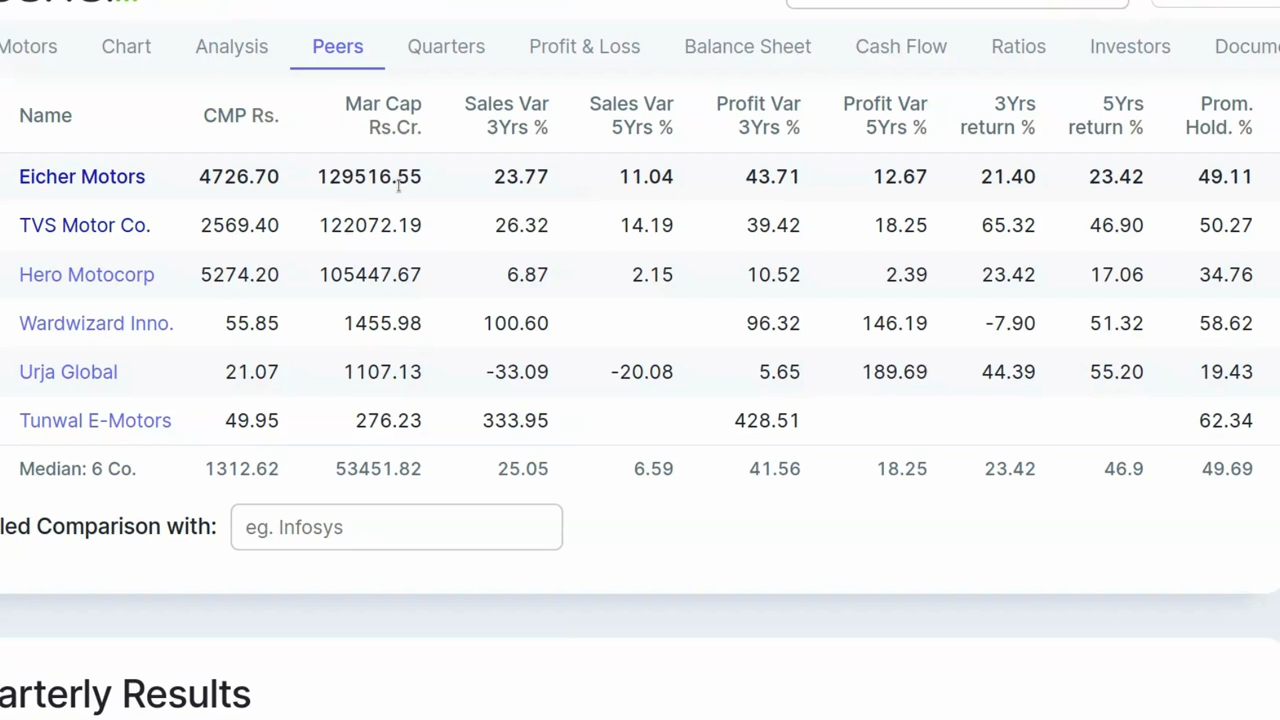 Motors Chart Analysis Peers Quarters Profit & Loss Balance Sheet Cash Flow Ratios Investors Docume
Name CMP Rs. Mar Cap Rs.Cr. Sales Var 3Yrs % Sales Var 5Yrs % Profit Var 3Yrs % Profit Var 5Yrs % 3Yrs return % 5Yrs return % Prom. Hold. %
Eicher Motors 4726.70 129516.55 23.77 11.04 43.71 12.67 21.40 23.42 49.11
TVS Motor Co. 2569.40 122072.19 26.32 14.19 39.42 18.25 65.32 46.90 50.27
Hero Motocorp 5274.20 105447.67 6.87 2.15 10.52 2.39 23.42 17.06 34.76
Wardwizard Inno. 55.85 1455.98 100.60 96.32 146.19 -7.90 51.32 58.62
Urja Global 21.07 1107.13 -33.09 -20.08 5.65 189.69 44.39 55.20 19.43
Tunwal E-Motors 49.95 276.23 333.95 428.51 62.34
Median: 6 Co. 1312.62 53451.82 25.05 6.59 41.56 18.25 23.42 46.9 49.69
led Comparison with: eg. Infosys
arterly Results